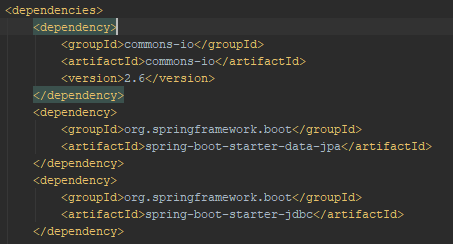 <dependencies>
<dependency>
<groupId>commons-io</groupId>
<artifactId>commons-io</artifactId>
<version>2.6</version>
</dependency>
<dependency>
<groupId>org.springframework.boot</groupId>
<artifactId>spring-boot-starter-data-jpa</artifactId>
</dependency>
<dependency>
<groupId>org.springframework.boot</groupId>
<artifactId>spring-boot-starter-jdbc</artifactId>
</dependency>